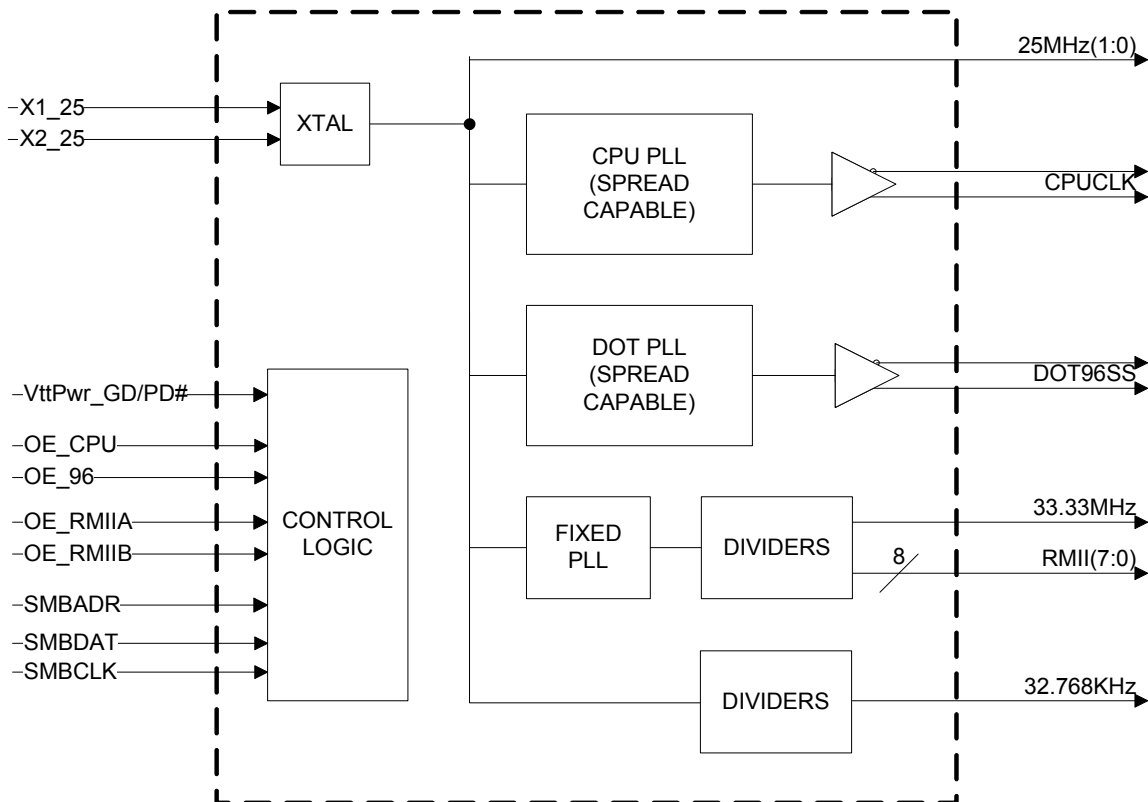 25MHz(1:0)
X1_25
X2_25
XTAL
CPU PLL
(SPREAD
CAPABLE)
CPUCLK
DOT PLL
(SPREAD
CAPABLE)
DOT96SS
VttPwr_GD/PD#
OE_CPU
OE_96
OE_RMIIA
OE_RMIIB
SMBADR
SMBDAT
SMBCLK
CONTROL
LOGIC
FIXED
PLL
DIVIDERS
33.33MHz
8
RMII(7:0)
DIVIDERS
32.768KHz